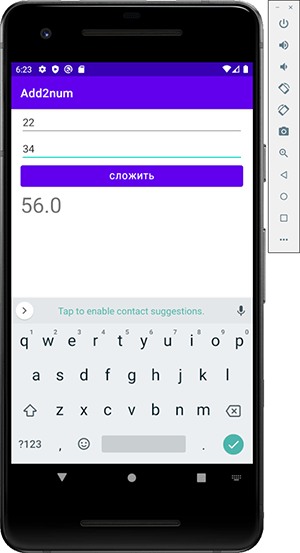 6:23
Add2num
22
34
СЛОЖИТЬ
56.0
Tap to enable contact suggestions.
1 2 3 4 5 6 7 8 9 0
q w e r t y u i o p
a s d f g h j k l
z x c v b n m
?123 , .